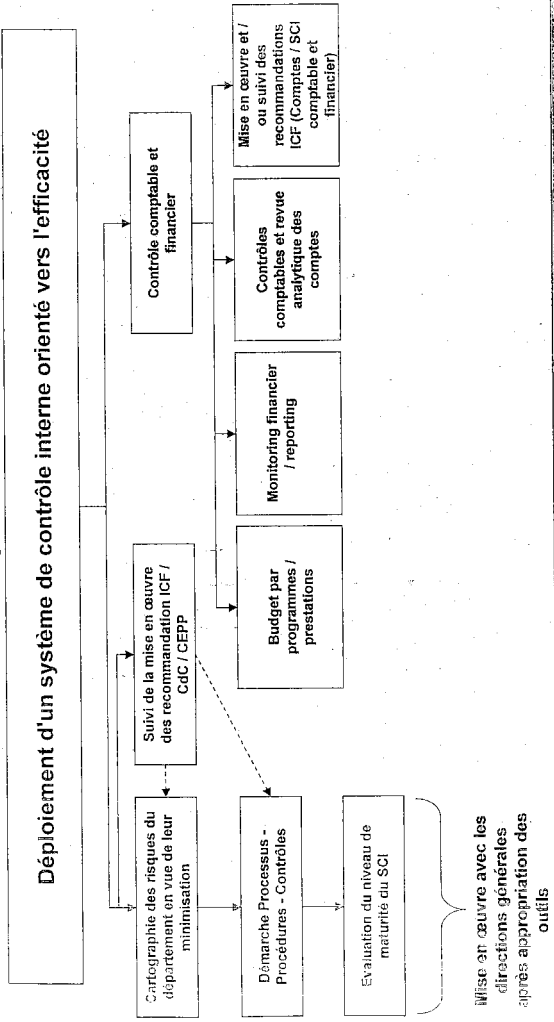 Déploiement d'un système de contrôle interne orienté vers l'efficacité
Cartographie des risques du
département en vue de leur
minimisation
Suivi de la mise en œuvre
des recommandation ICF /
CdC / CEPP
Contrôle comptable et
financier
Démarche Processus -
Procédures - Contrôles
Evaluation du niveau de
maturité du SCI
Budget par
programmes /
prestations
Monitoring financier
/ reporting
Contrôles
comptables et revue
analytique des
comptes
Mise en œuvre et /
ou suivi des
recommandations
ICF (Comptes / SCI
comptable et
financier)
Mise en œuvre avec les
directions générales
après appropriation des
outils